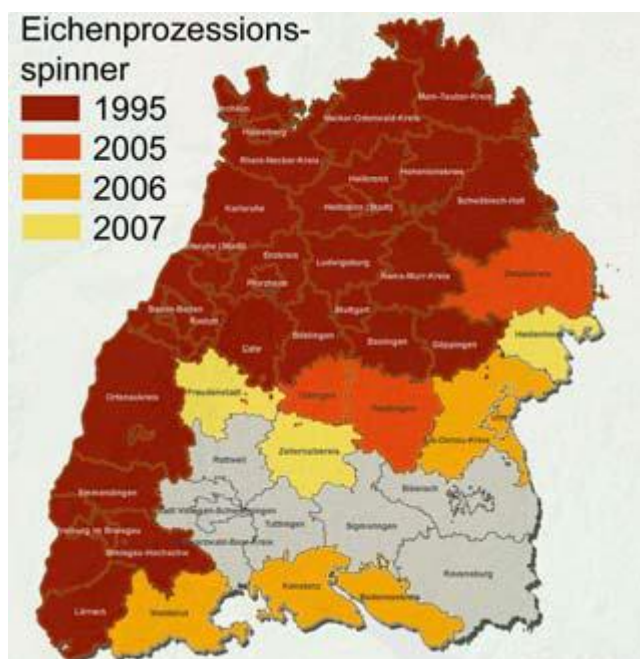 Eichenprozessions-
spinner
1995
2005
2006
2007
Main-Tauber-Kreis
Neckar-Odenwald-Kreis
Heidelberg
Rhein-Neckar-Kreis
Heilbronn
Hohenlohekreis
Schwäbisch-Hall
Karlsruhe
Heilbronn (Stadt)
Enzkreis
Ludwigsburg
Rems-Murr-Kreis
Ostalbkreis
Pforzheim
Baden-Baden
Rastatt
Stuttgart
Heidenheim
Calw
Böblingen
Esslingen
Göppingen
Freudenstadt
Ortenaukreis
Tübingen
Reutlingen
Ulm
Alb-Donau-Kreis
Rottweil
Zollernalbkreis
Biberach
Emmendingen
Tuttlingen
Sigmaringen
Ravensburg
Konstanz
Bodenseekreis
Lörrach
Waldshut